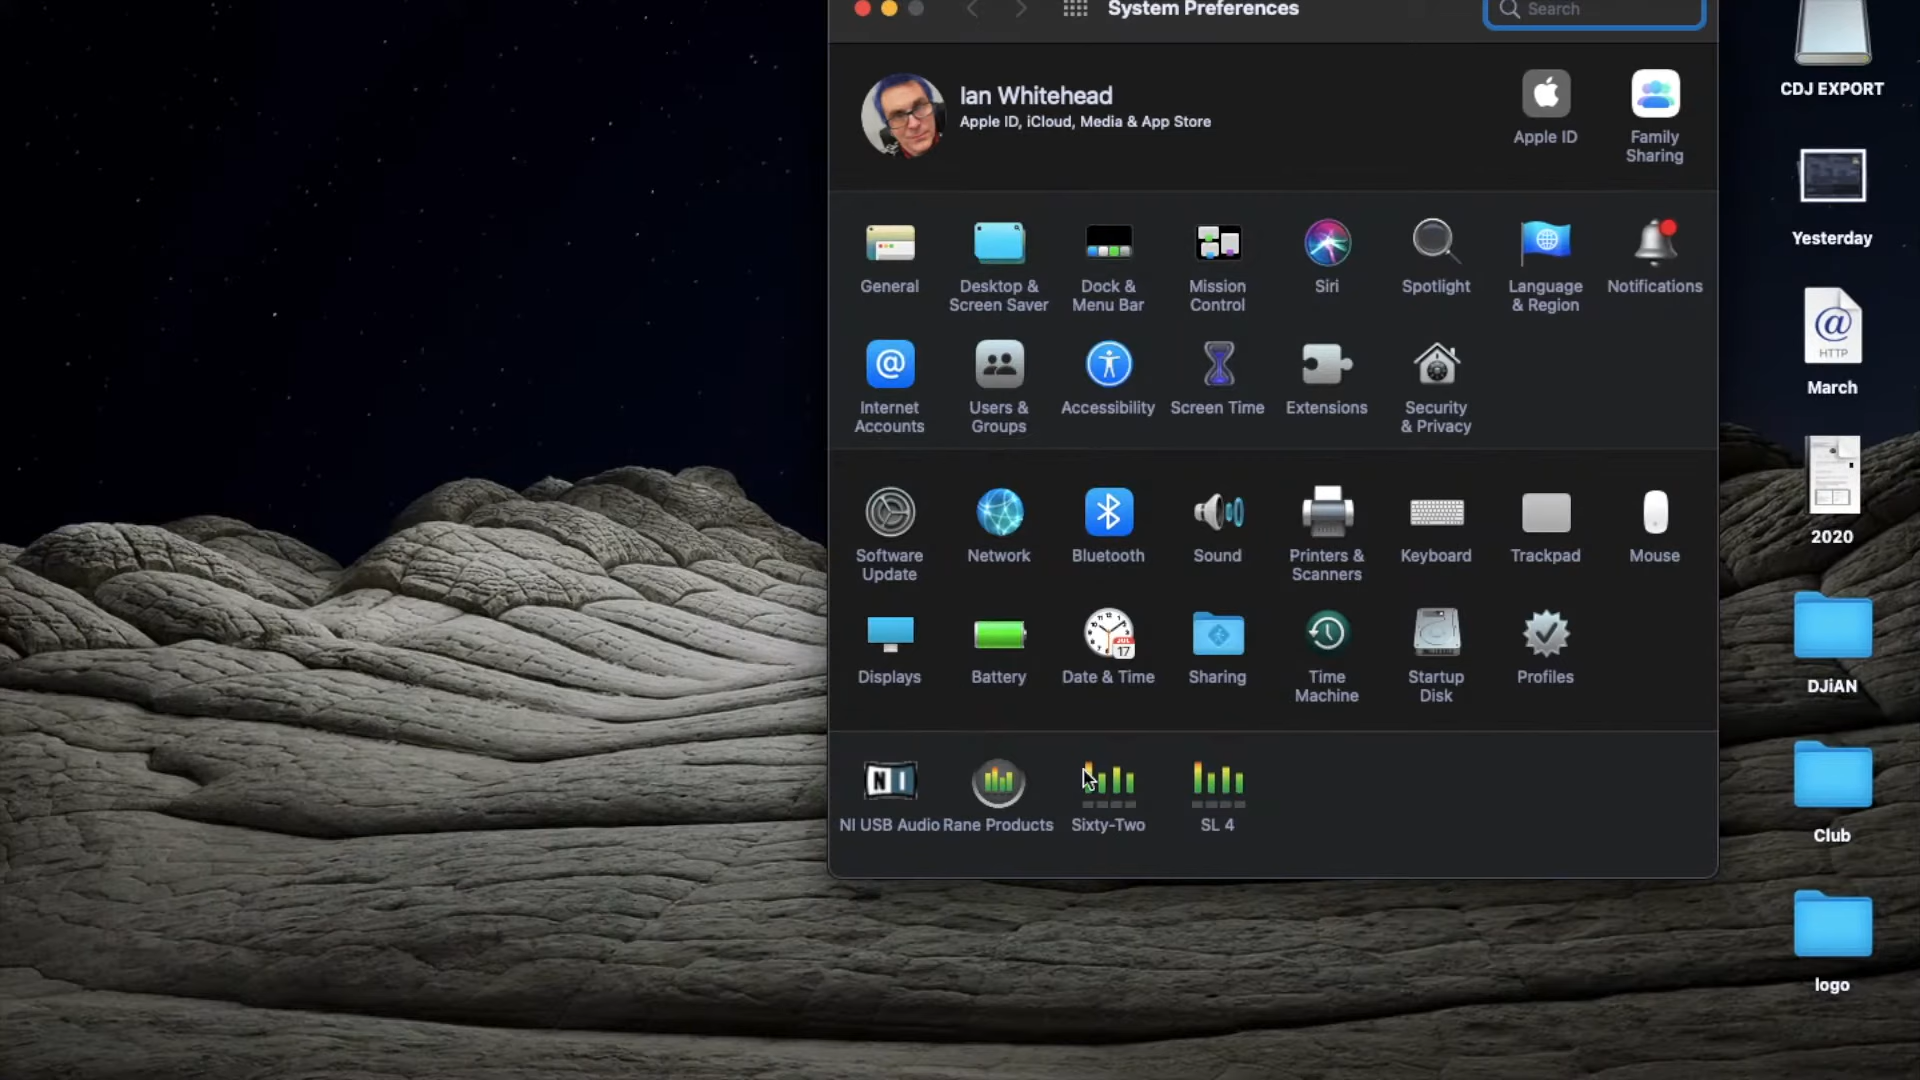 System Preferences
Search
Ian Whitehead
Apple ID, iCloud, Media & App Store
Apple ID
Family
Sharing
General
Desktop &
Screen Saver
Dock &
Menu Bar
Mission
Control
Siri
Spotlight
Language
& Region
Notifications
Internet
Accounts
Users &
Groups
Accessibility
Screen Time
Extensions
Security
& Privacy
Software
Update
Network
Bluetooth
Sound
Printers &
Scanners
Keyboard
Trackpad
Mouse
Displays
Battery
JUL
17
Date & Time
Sharing
Time
Machine
Startup
Disk
Profiles
NI
NI USB Audio
Rane Products
Sixty-Two
SL 4
CDJ EXPORT
Yesterday
@
HTTP
March
2020
DJiAN
Club
logo